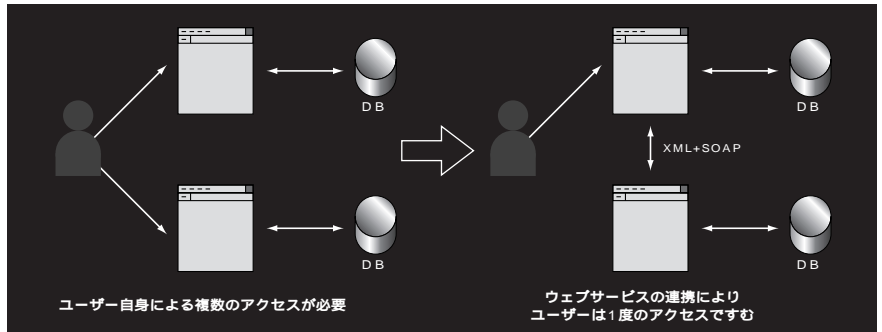 DB
DB
XML+SOAP
DB
DB
ユーザー自身による複数のアクセスが必要
ウェブサービスの連携により
ユーザーは1度のアクセスですむ